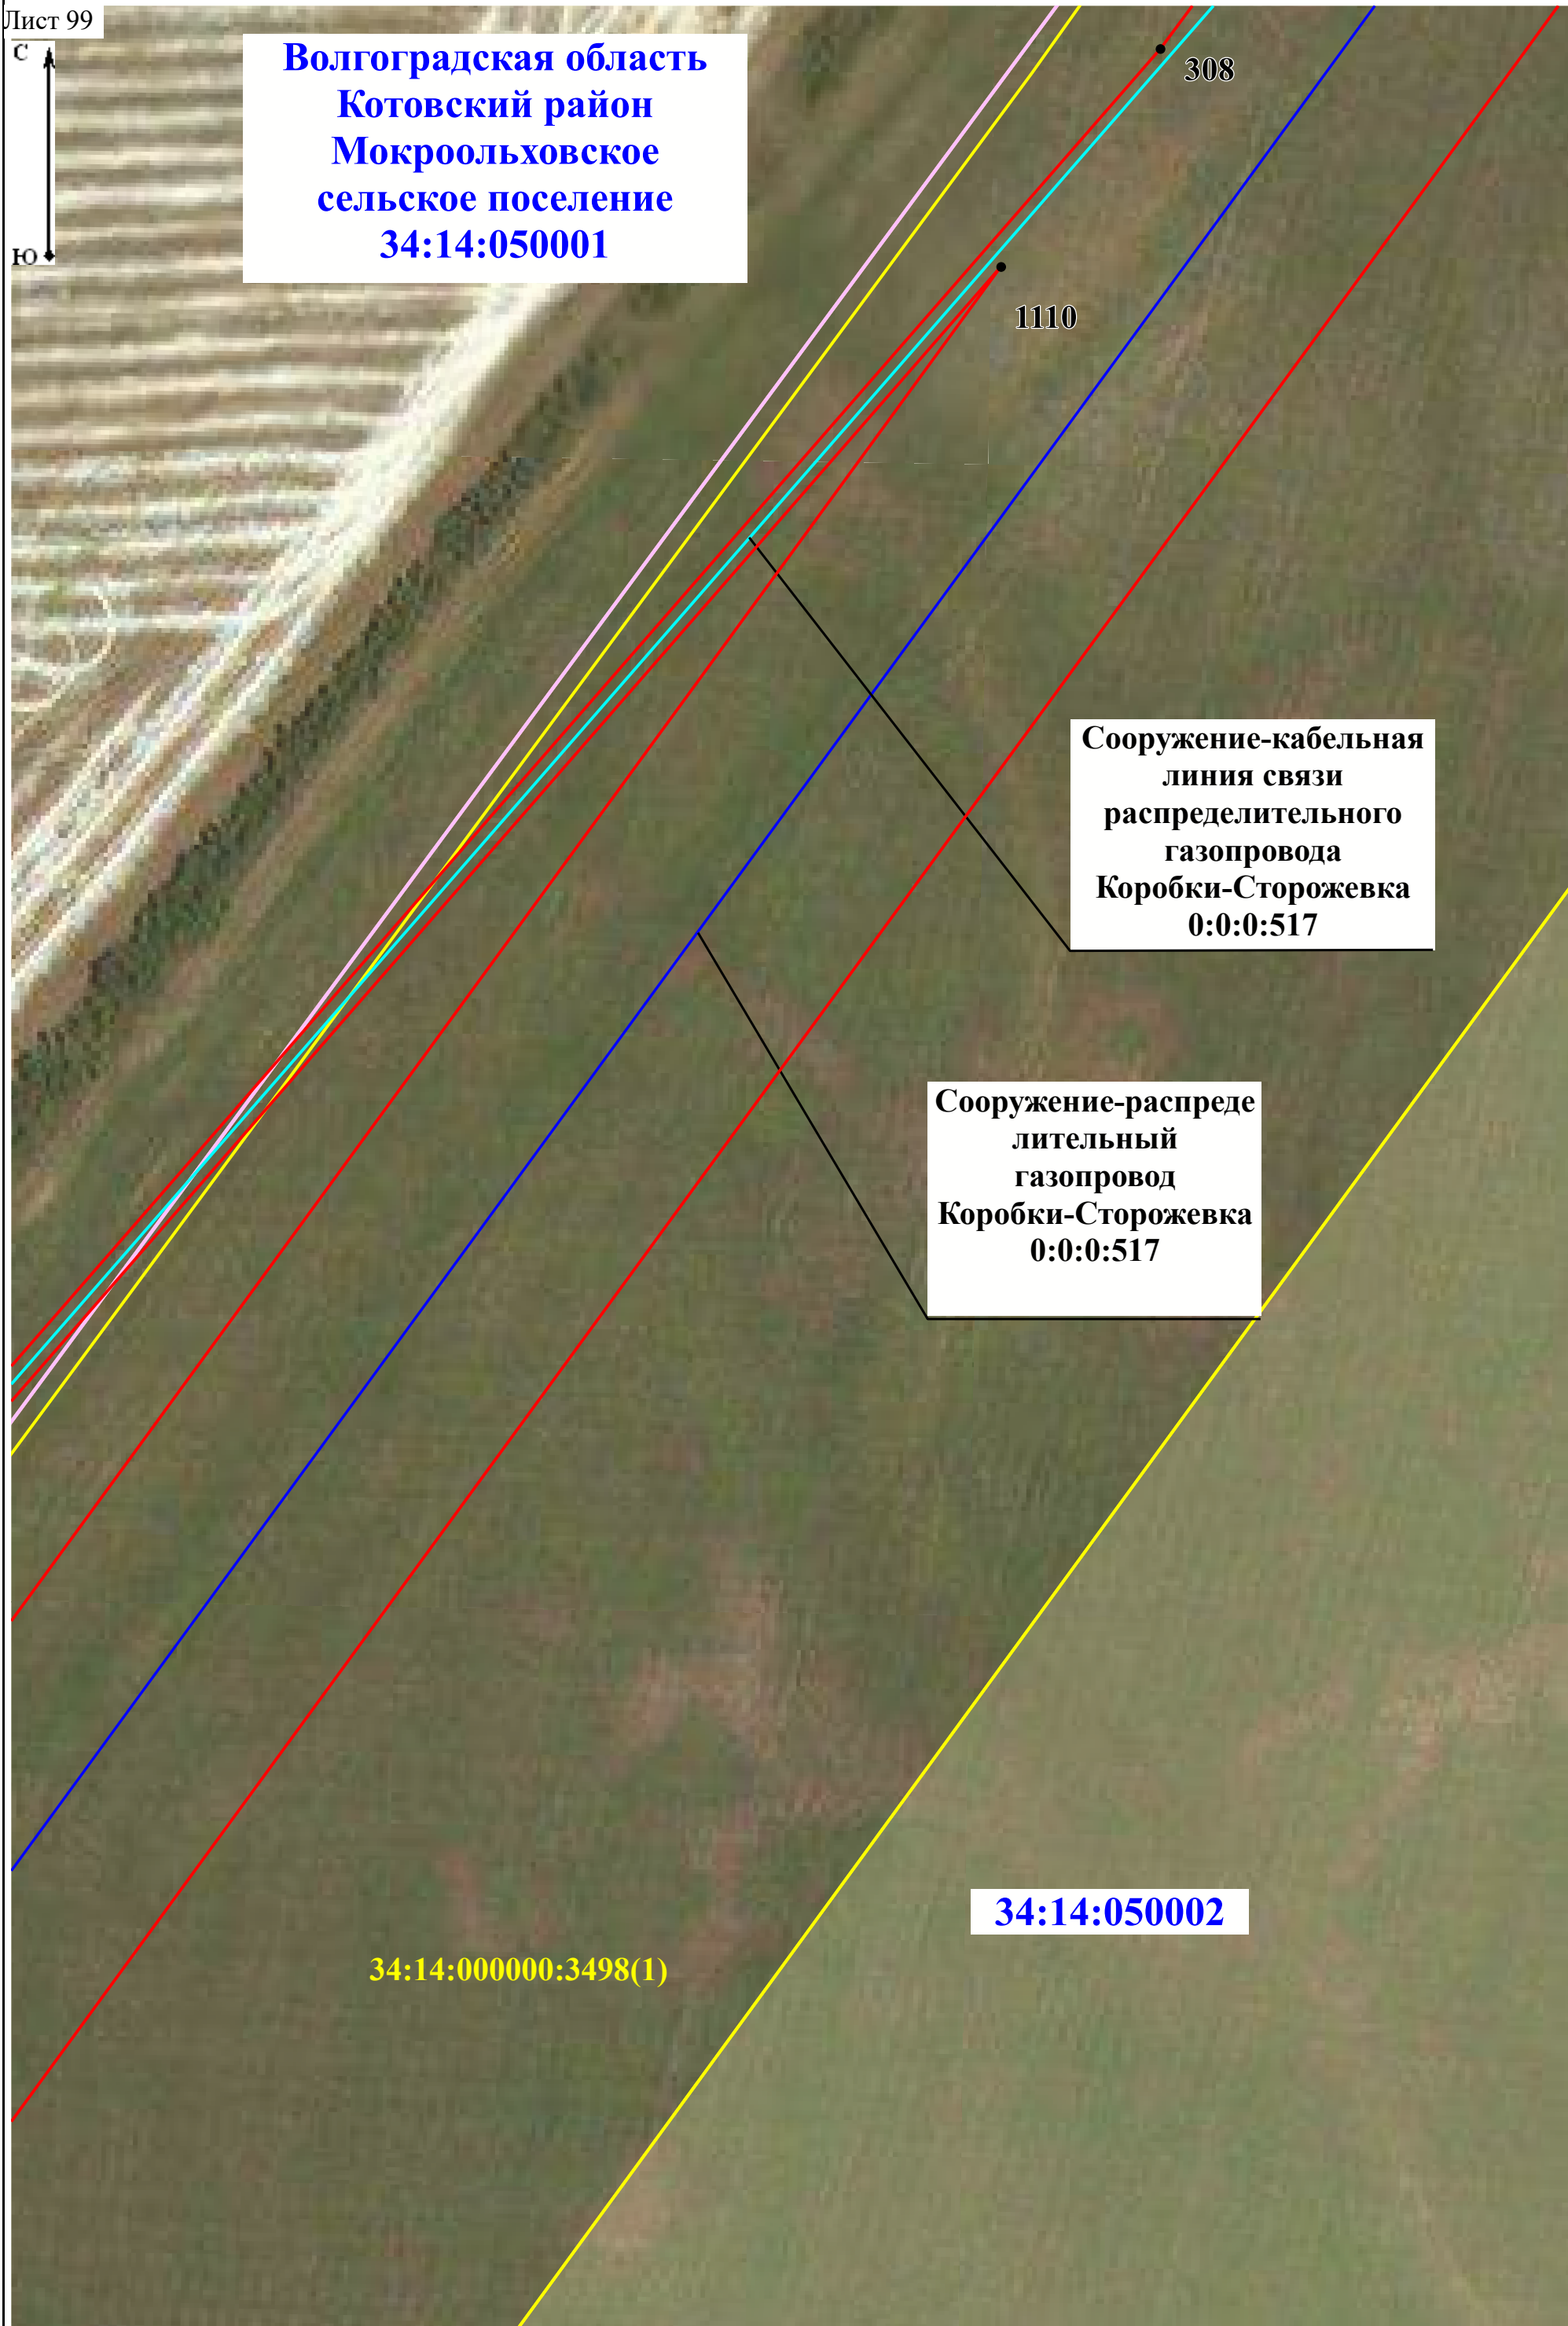 Лист 99
С
Ю
Волгоградская область
Котовский район
Мокроольховское
сельское поселение
34:14:050001
308
1110
Сооружение-кабельная
линия связи
распределительного
газопровода
Коробки-Сторожевка
0:0:0:517
Сооружение-распреде
лительный
газопровод
Коробки-Сторожевка
0:0:0:517
34:14:050002
34:14:000000:3498(1)